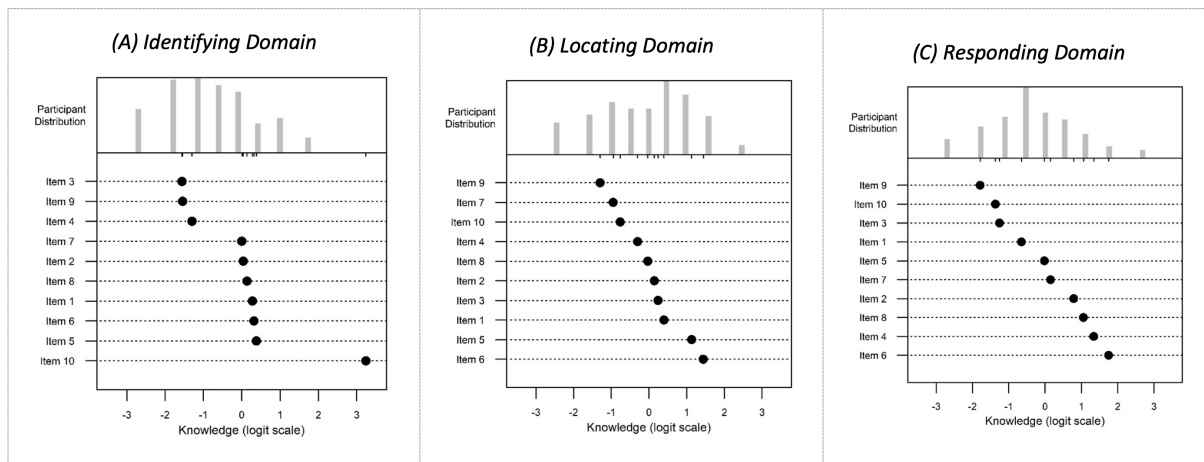 (A) Identifying Domain
Participant
Distribution
Item 3
Item 9
Item 4
Item 7
Item 2
Item 8
Item 1
Item 6
Item 5
Item 10
-3 -2 -1 0 1 2 3
Knowledge (logit scale)
(B) Locating Domain
Participant
Distribution
Item 9
Item 7
Item 10
Item 4
Item 8
Item 2
Item 3
Item 1
Item 5
Item 6
-3 -2 -1 0 1 2 3
Knowledge (logit scale)
(C) Responding Domain
Participant
Distribution
Item 9
Item 10
Item 3
Item 1
Item 5
Item 7
Item 2
Item 8
Item 4
Item 6
-3 -2 -1 0 1 2 3
Knowledge (logit scale)